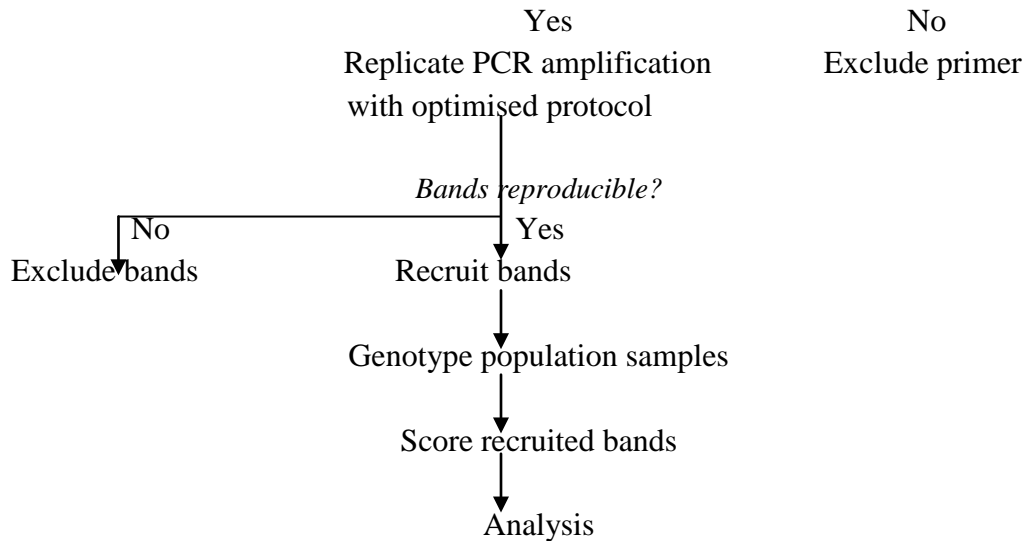 Yes No
Replicate PCR amplification Exclude primer
with optimised protocol
Bands reproducible?
No Yes
Exclude bands Recruit bands
Genotype population samples
Score recruited bands
Analysis